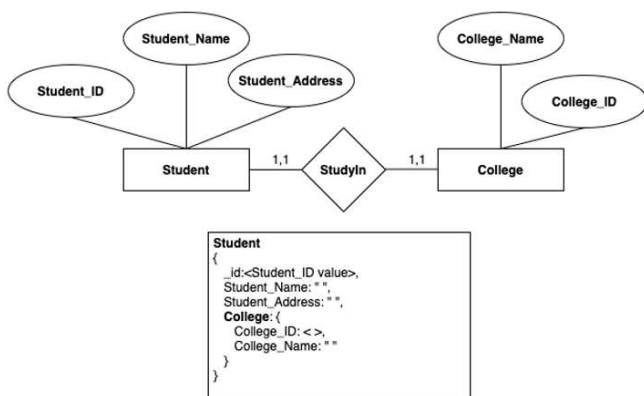 Student_Name
College_Name
Student_ID
Student_Address
College_ID
Student
1,1
StudyIn
1,1
College
Student
{
_id:<Student_ID value>,
Student_Name: " ",
Student_Address: " ",
College: {
College_ID: < >,
College_Name: " "
}
}